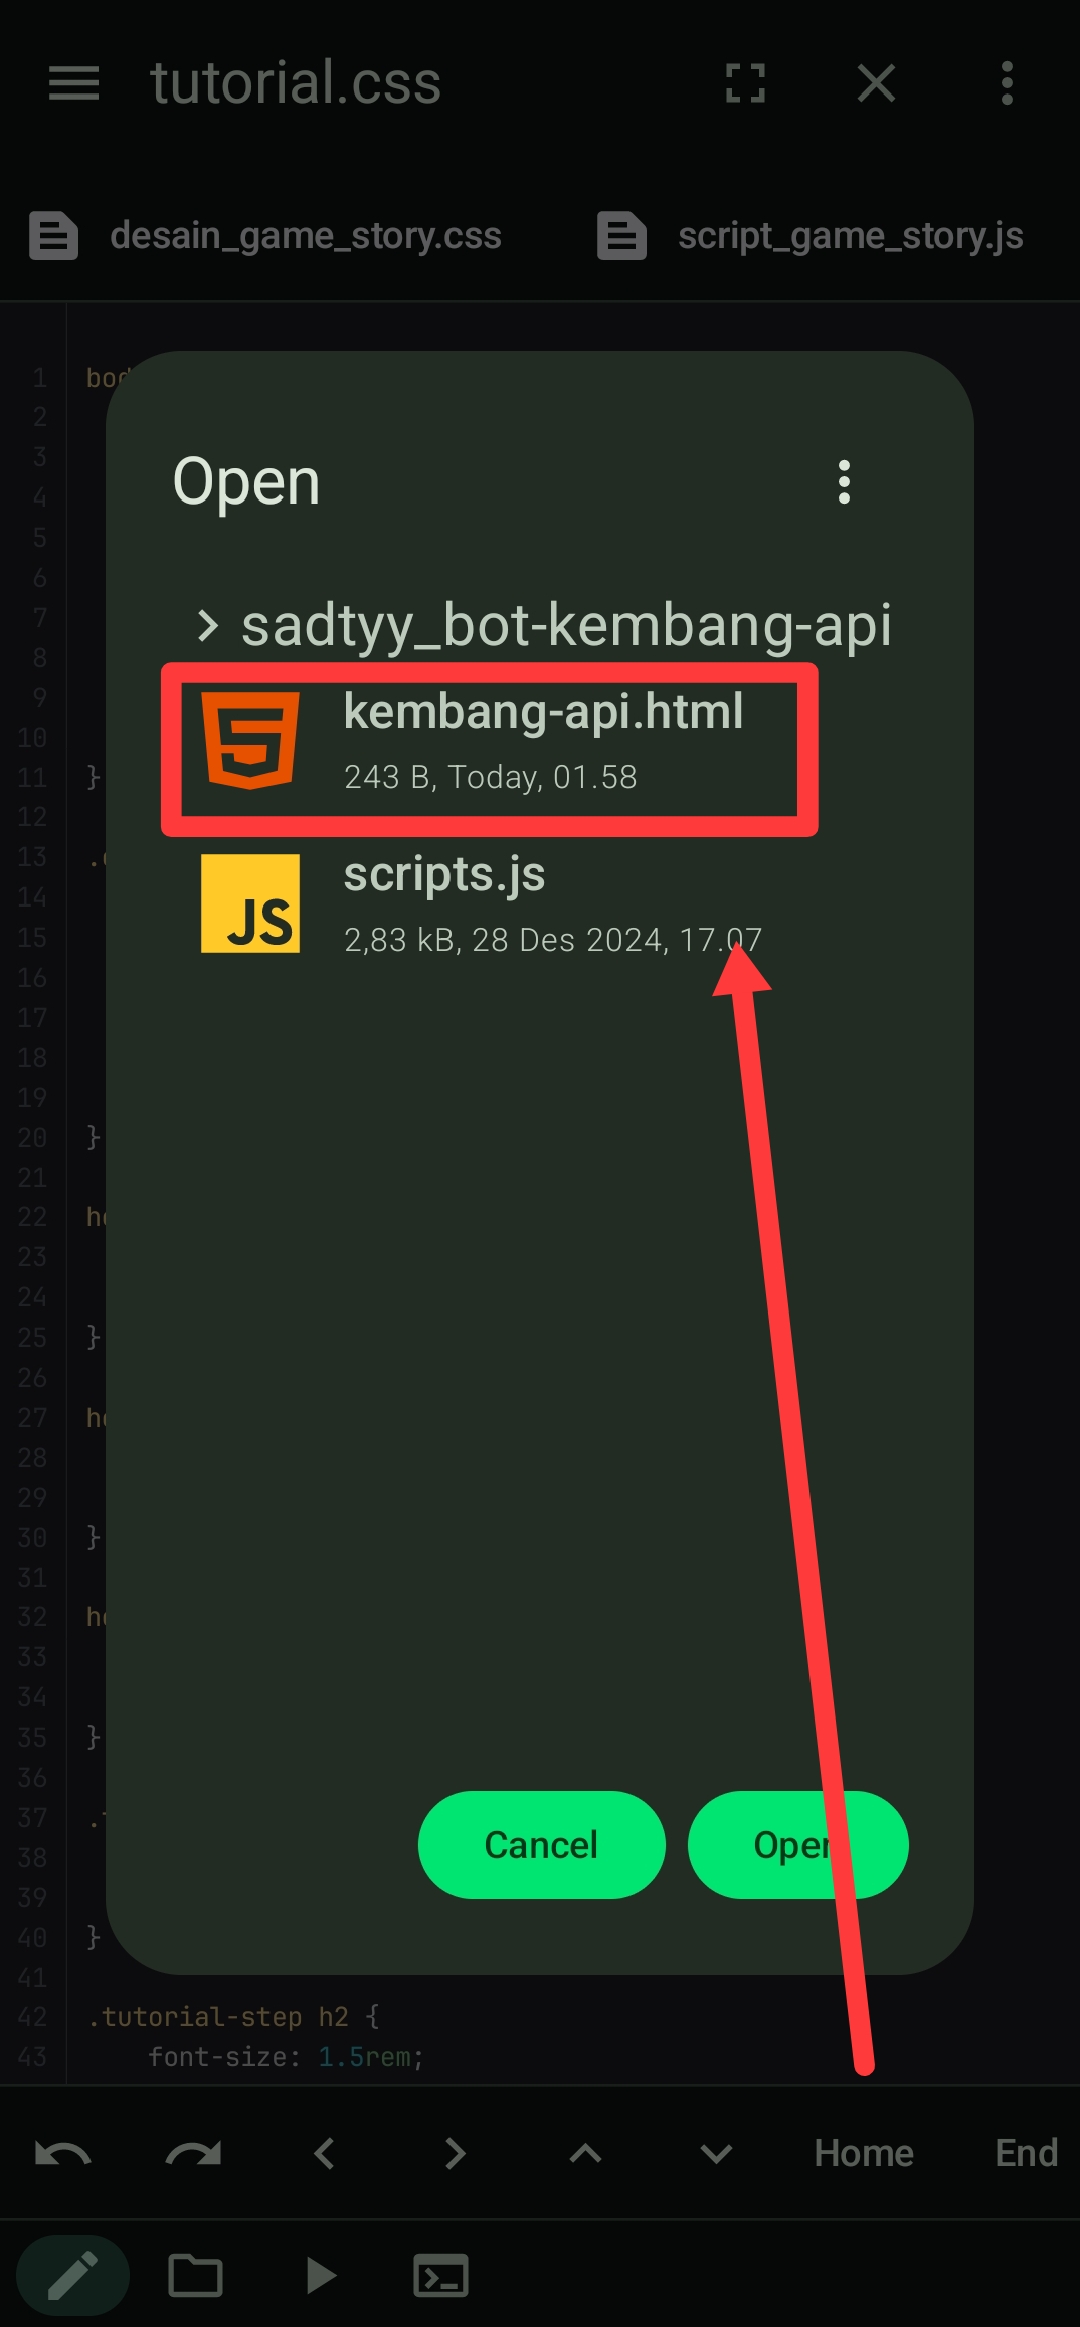 tutorial.css
desain_game_story.css
script_game_story.js
Open
sadtyy_bot-kembang-api
kembang-api.html
243 B, Today, 01.58
JS
scripts.js
2,83 kB, 28 Des 2024, 17.07
Cancel
Open
1
2
3
4
5
6
7
8
9
10
11 }
12
13
14
15
16
17
18
19
20 }
21
22
23
24
25 }
26
27
28
29
30 }
31
32
33
34
35 }
36
37
38
39
40 }
41
42 .tutorial-step h2 {
43 font-size: 1.5rem;
Home
End